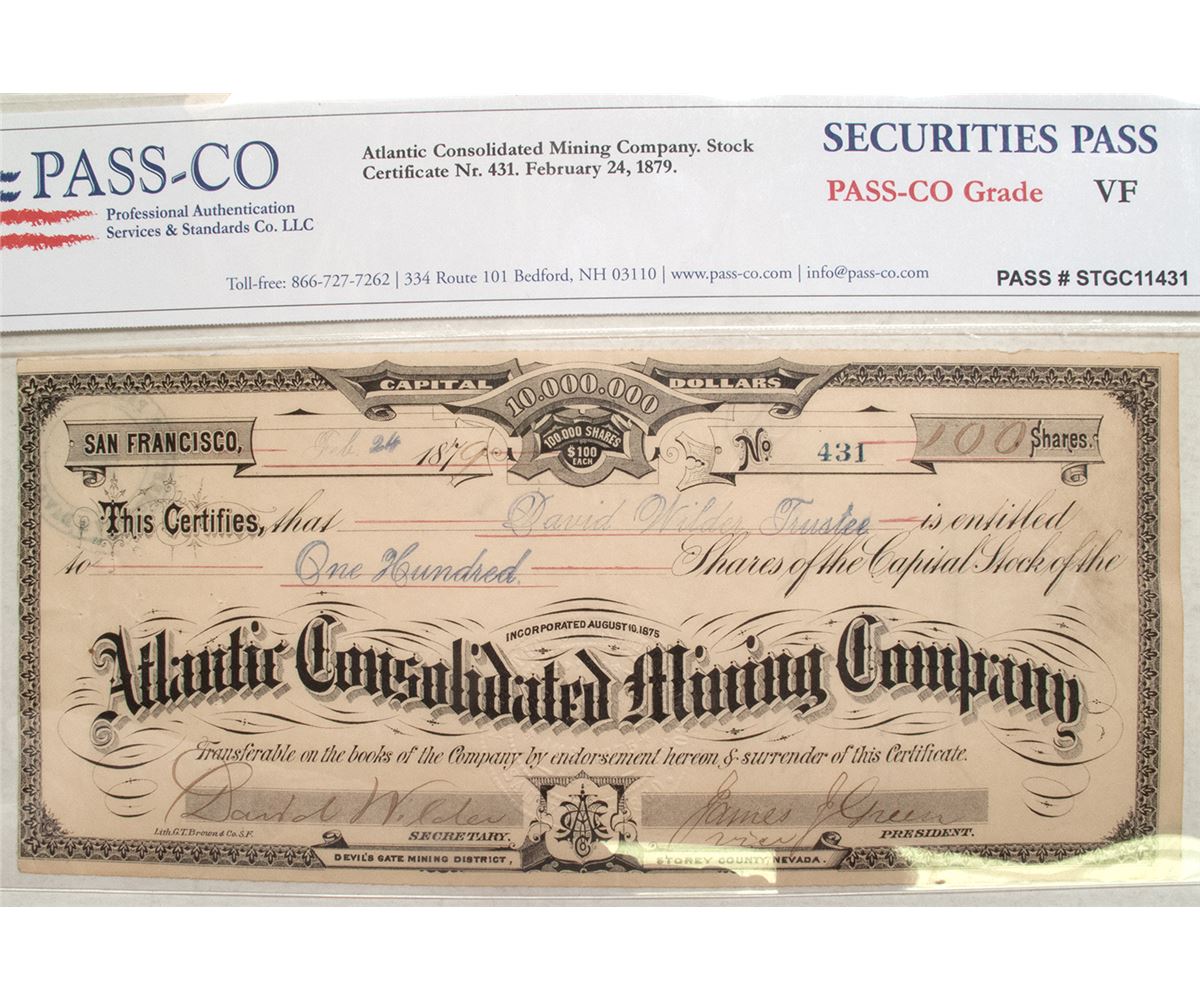 PASS-CO
Professional Authentication
Services & Standards Co. LLC
Atlantic Consolidated Mining Company. Stock
Certificate Nr. 431. February 24, 1879.
SECURITIES PASS
PASS-CO Grade VF
Toll-free: 866-727-7262 | 334 Route 101 Bedford, NH 03110 | www.pass-co.com | info@pass-co.com
PASS # STGC11431
CAPITAL 10.000.000 DOLLARS
100.000 SHARES
$100
EACH
SAN FRANCISCO, Feb. 24 1879 No 431 100 Shares.
This Certifies, that David Wilder Trustee is entitled
to One Hundred Shares of the Capital Stock of the
INCORPORATED AUGUST 10, 1875
Atlantic Consolidated Mining Company
Transferable on the books of the Company by endorsement hereon, & surrender of this Certificate.
David Wilder James J Green
Lith. G.T. Brown & Co. S.F. SECRETARY. Vice PRESIDENT.
DEVIL'S GATE MINING DISTRICT, STOREY COUNTY, NEVADA.